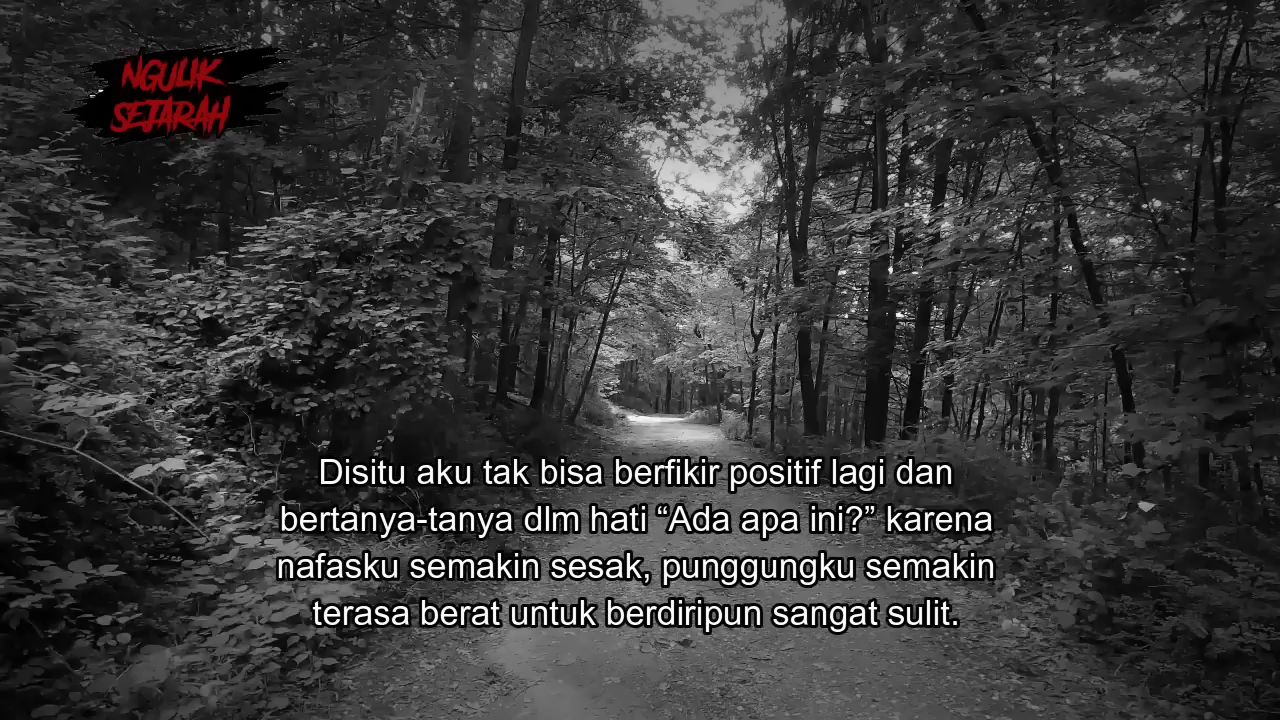 NGULIK
SEJARAH
Disitu aku tak bisa berfikir positif lagi dan
bertanya-tanya dlm hati “Ada apa ini?” karena
nafasku semakin sesak, punggungku semakin
terasa berat untuk berdiripun sangat sulit.